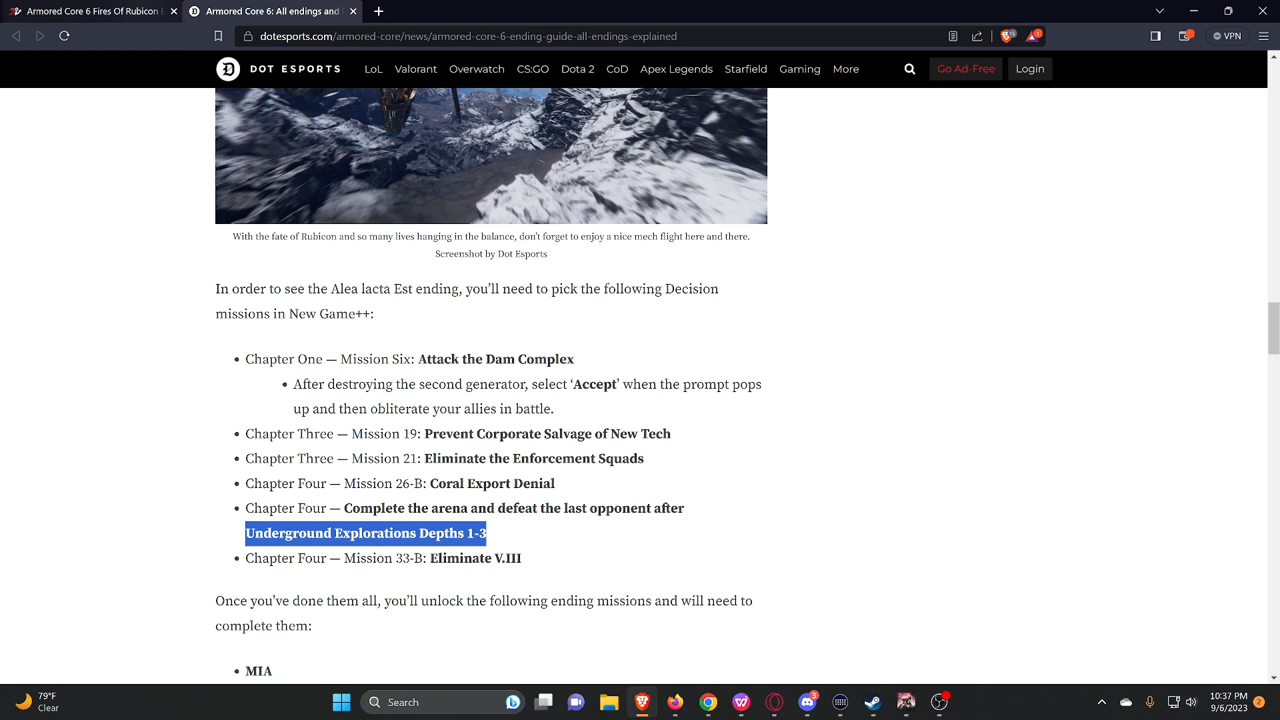 Armored Core 6 Fires Of Rubicon E
Armored Core 6: All endings and
dotesports.com/armored-core/news/armored-core-6-ending-guide-all-endings-explained
15
1
VPN
DOT ESPORTS
LoL Valorant Overwatch CS:GO Dota 2 CoD Apex Legends Starfield Gaming More
Go Ad-Free Login
With the fate of Rubicon and so many lives hanging in the balance, don't forget to enjoy a nice mech flight here and there.
Screenshot by Dot Esports
In order to see the Alea lacta Est ending, you'll need to pick the following Decision
missions in New Game++:
• Chapter One — Mission Six: Attack the Dam Complex
• After destroying the second generator, select ‘Accept’ when the prompt pops
up and then obliterate your allies in battle.
• Chapter Three — Mission 19: Prevent Corporate Salvage of New Tech
• Chapter Three — Mission 21: Eliminate the Enforcement Squads
• Chapter Four — Mission 26-B: Coral Export Denial
• Chapter Four — Complete the arena and defeat the last opponent after
Underground Explorations Depths 1-3
• Chapter Four — Mission 33-B: Eliminate V.III
Once you've done them all, you'll unlock the following ending missions and will need to
complete them:
• MIA
79°F
Clear
Search
3
10:37 PM
9/6/2023
2